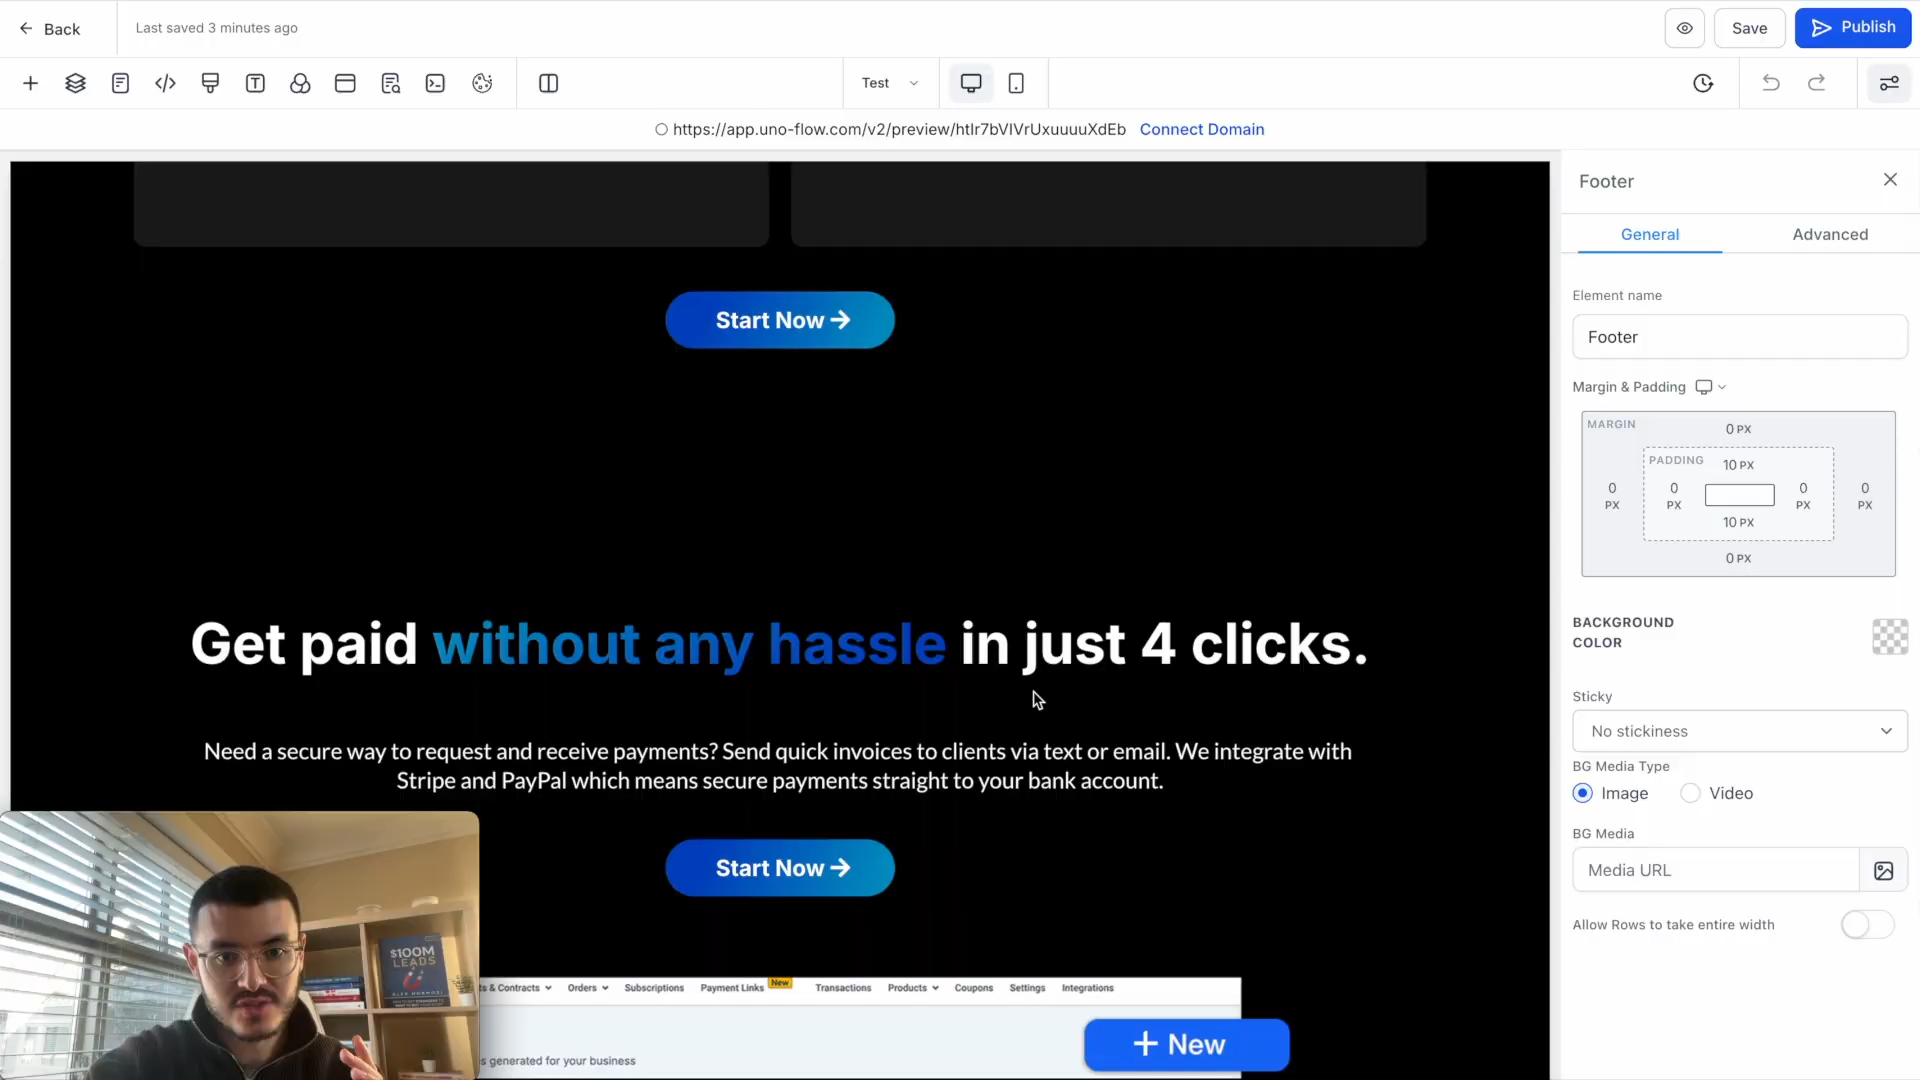 Back
Last saved 3 minutes ago
Save
Publish
Test
https://app.uno-flow.com/v2/preview/htlr7bVIVrUxuuuuXdEb Connect Domain
Start Now
Get paid without any hassle in just 4 clicks.
Need a secure way to request and receive payments? Send quick invoices to clients via text or email. We integrate with
Stripe and PayPal which means secure payments straight to your bank account.
Start Now
ts & Contracts Orders Subscriptions Payment Links New Transactions Products Coupons Settings Integrations
s generated for your business
+ New
$100M
LEADS
Footer
General Advanced
Element name
Footer
Margin & Padding
MARGIN
0 PX
PADDING
10 PX
0 PX
0 PX
0 PX
0 PX
10 PX
0 PX
BACKGROUND
COLOR
Sticky
No stickiness
BG Media Type
Image Video
BG Media
Media URL
Allow Rows to take entire width